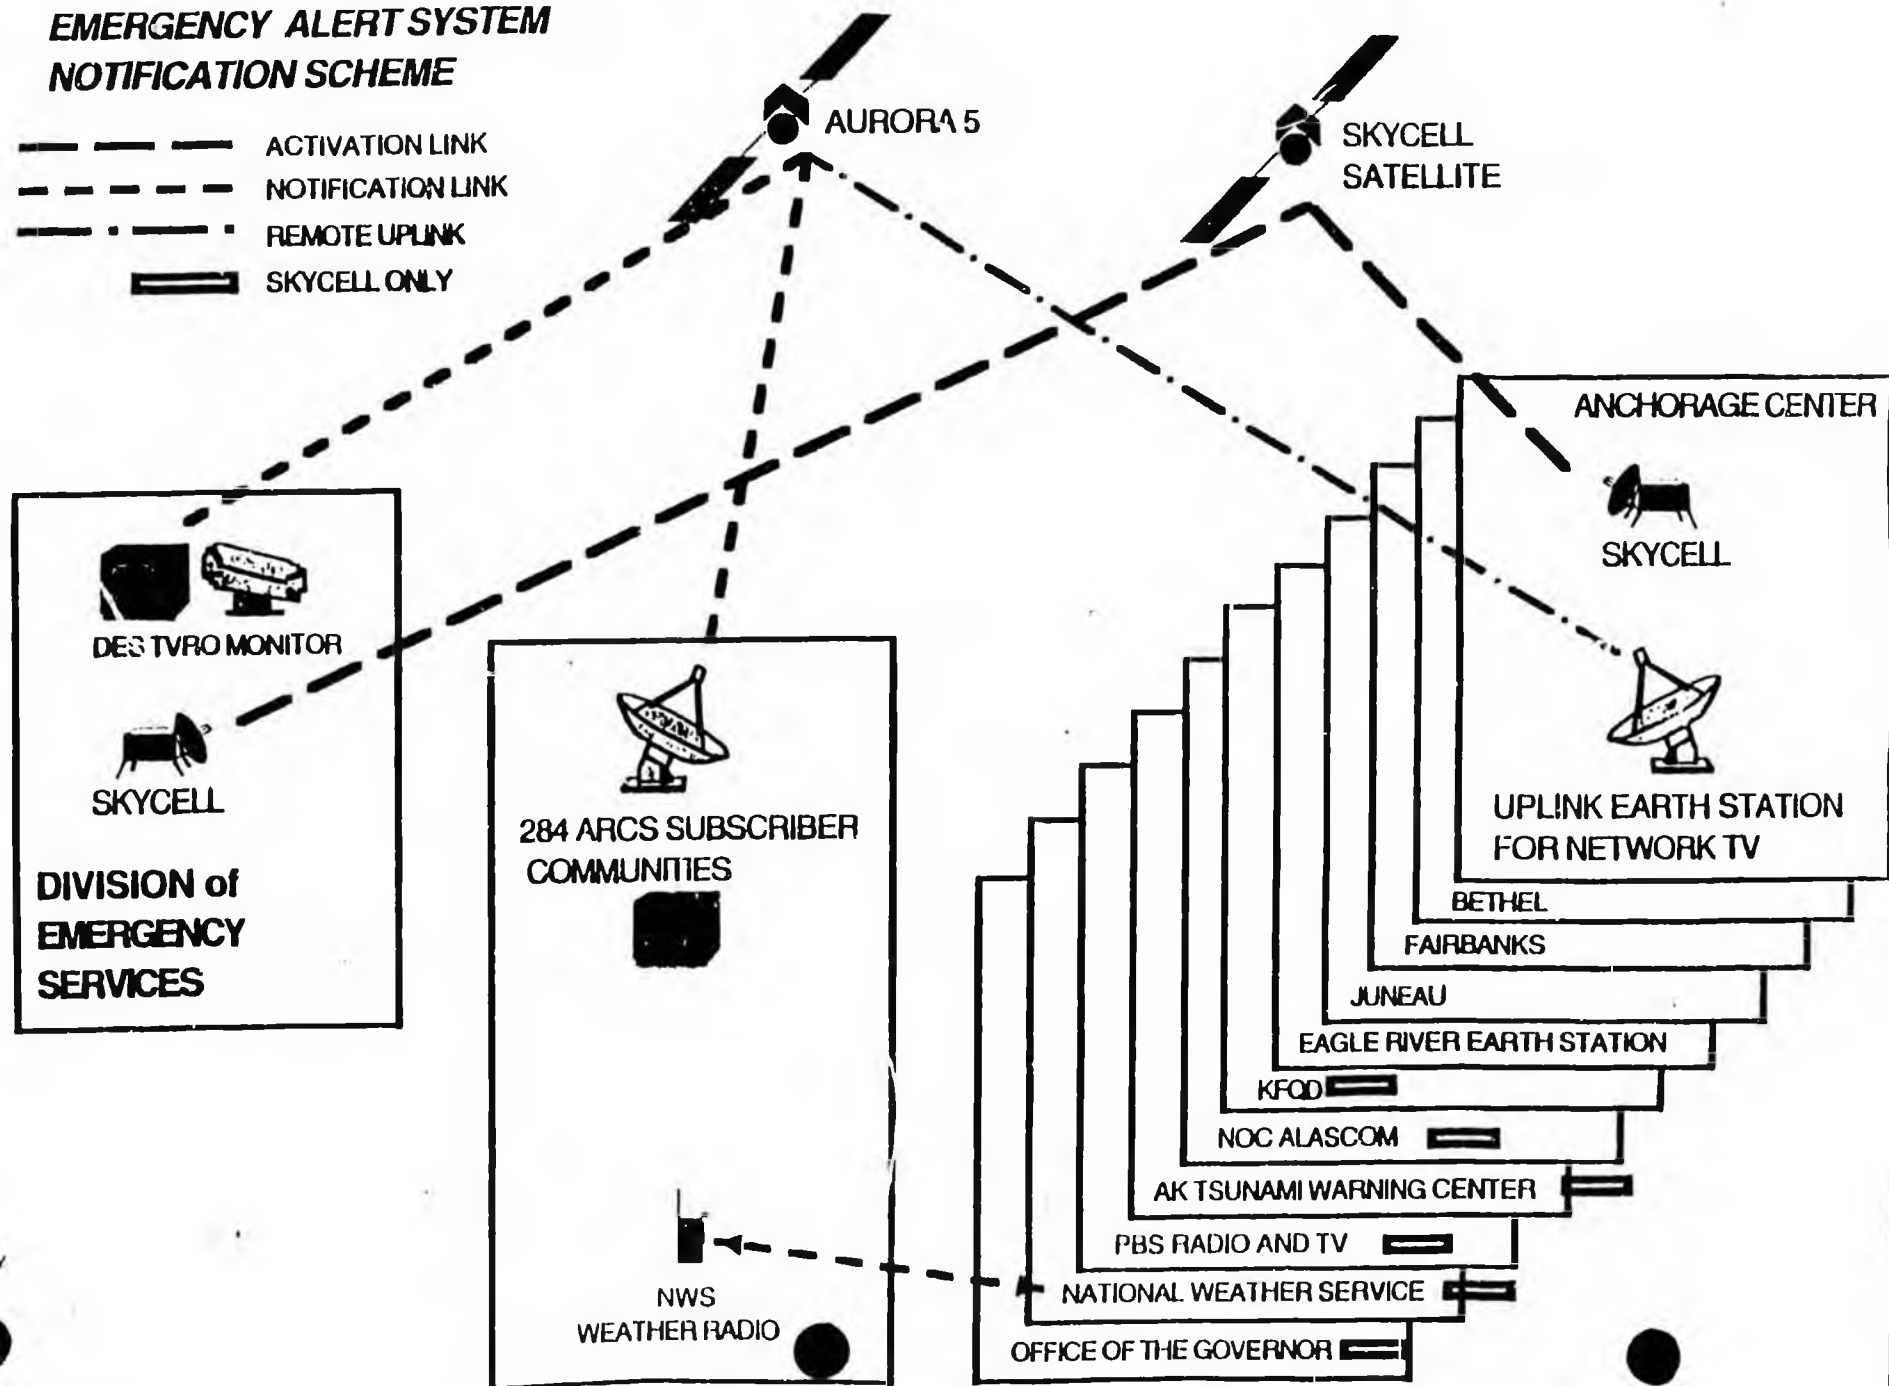 EMERGENCY ALERT SYSTEM
NOTIFICATION SCHEME
ACTIVATION LINK
NOTIFICATION LINK
REMOTE UPLINK
SKYCELL ONLY
AURORA 5
SKYCELL
SATELLITE
DES TVRO MONITOR
SKYCELL
DIVISION of
EMERGENCY
SERVICES
284 ARCS SUBSCRIBER
COMMUNITIES
NWS
WEATHER RADIO
ANCHORAGE CENTER
SKYCELL
UPLINK EARTH STATION
FOR NETWORK TV
BETHEL
FAIRBANKS
JUNEAU
EAGLE RIVER EARTH STATION
KFQD
NOC ALASCOM
AK TSUNAMI WARNING CENTER
PBS RADIO AND TV
NATIONAL WEATHER SERVICE
OFFICE OF THE GOVERNOR